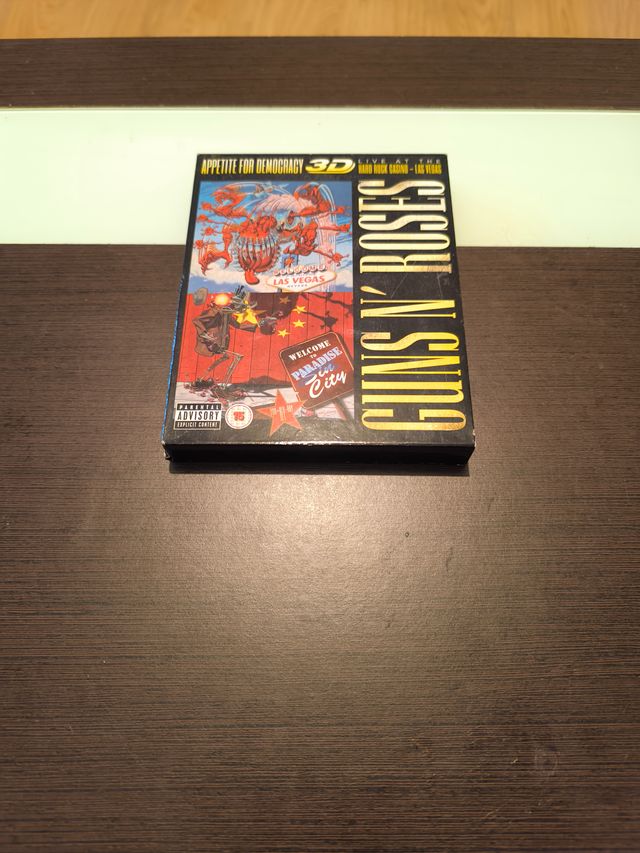 APPETITE FOR DEMOCRACY 3D
LIVE AT THE
HARD ROCK CASINO - LAS VEGAS
GUNS N' ROSES
LAS VEGAS
WELCOME
TO
PARADISE
City
PARENTAL
ADVISORY
EXPLICIT CONTENT
15